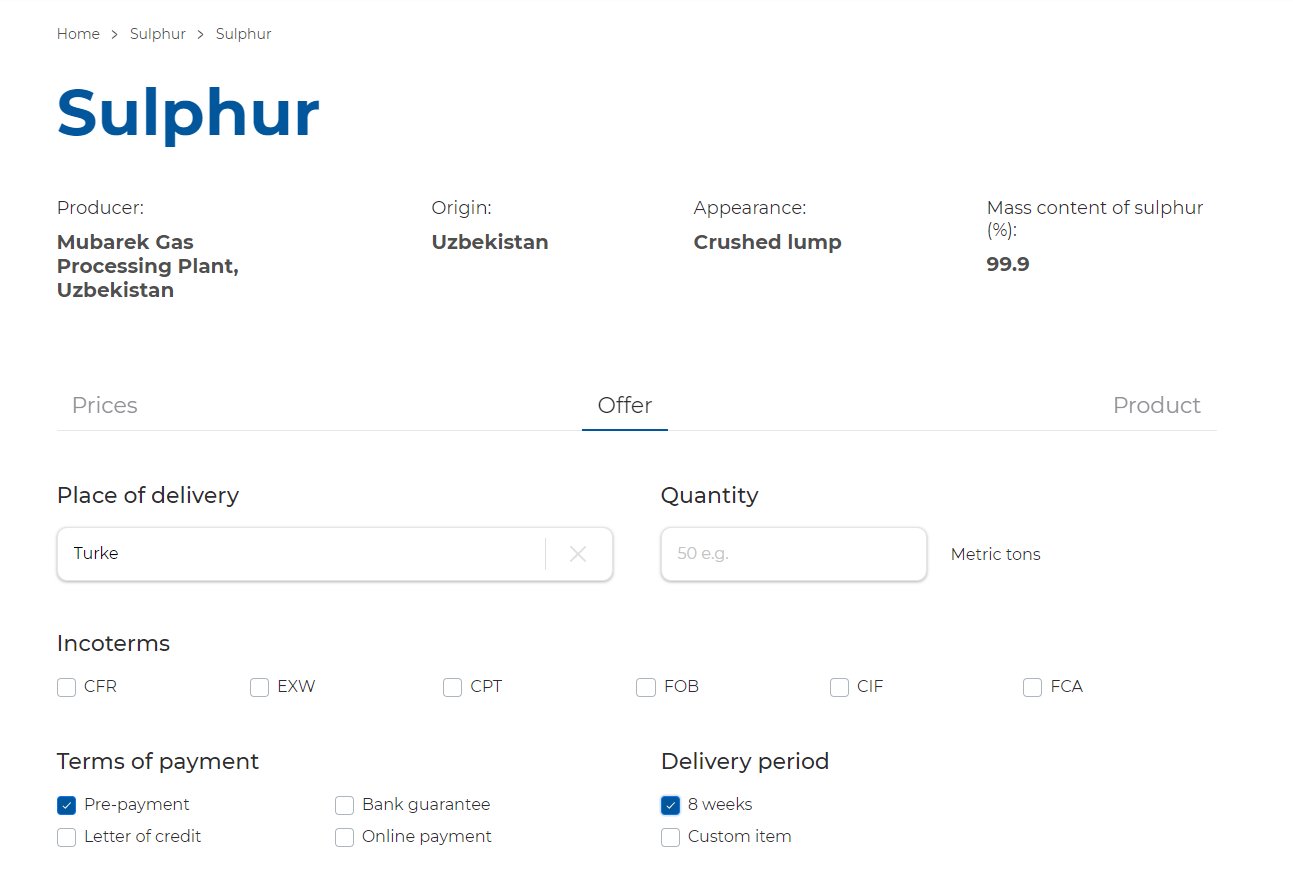 Home > Sulphur > Sulphur
Sulphur
Producer:
Mubarek Gas
Processing Plant,
Uzbekistan
Origin:
Uzbekistan
Appearance:
Crushed lump
Mass content of sulphur
(%):
99.9
Prices
Offer
Product
Place of delivery
Turke
Quantity
50 e.g.
Metric tons
Incoterms
CFR
EXW
CPT
FOB
CIF
FCA
Terms of payment
Pre-payment
Bank guarantee
Letter of credit
Online payment
Delivery period
8 weeks
Custom item